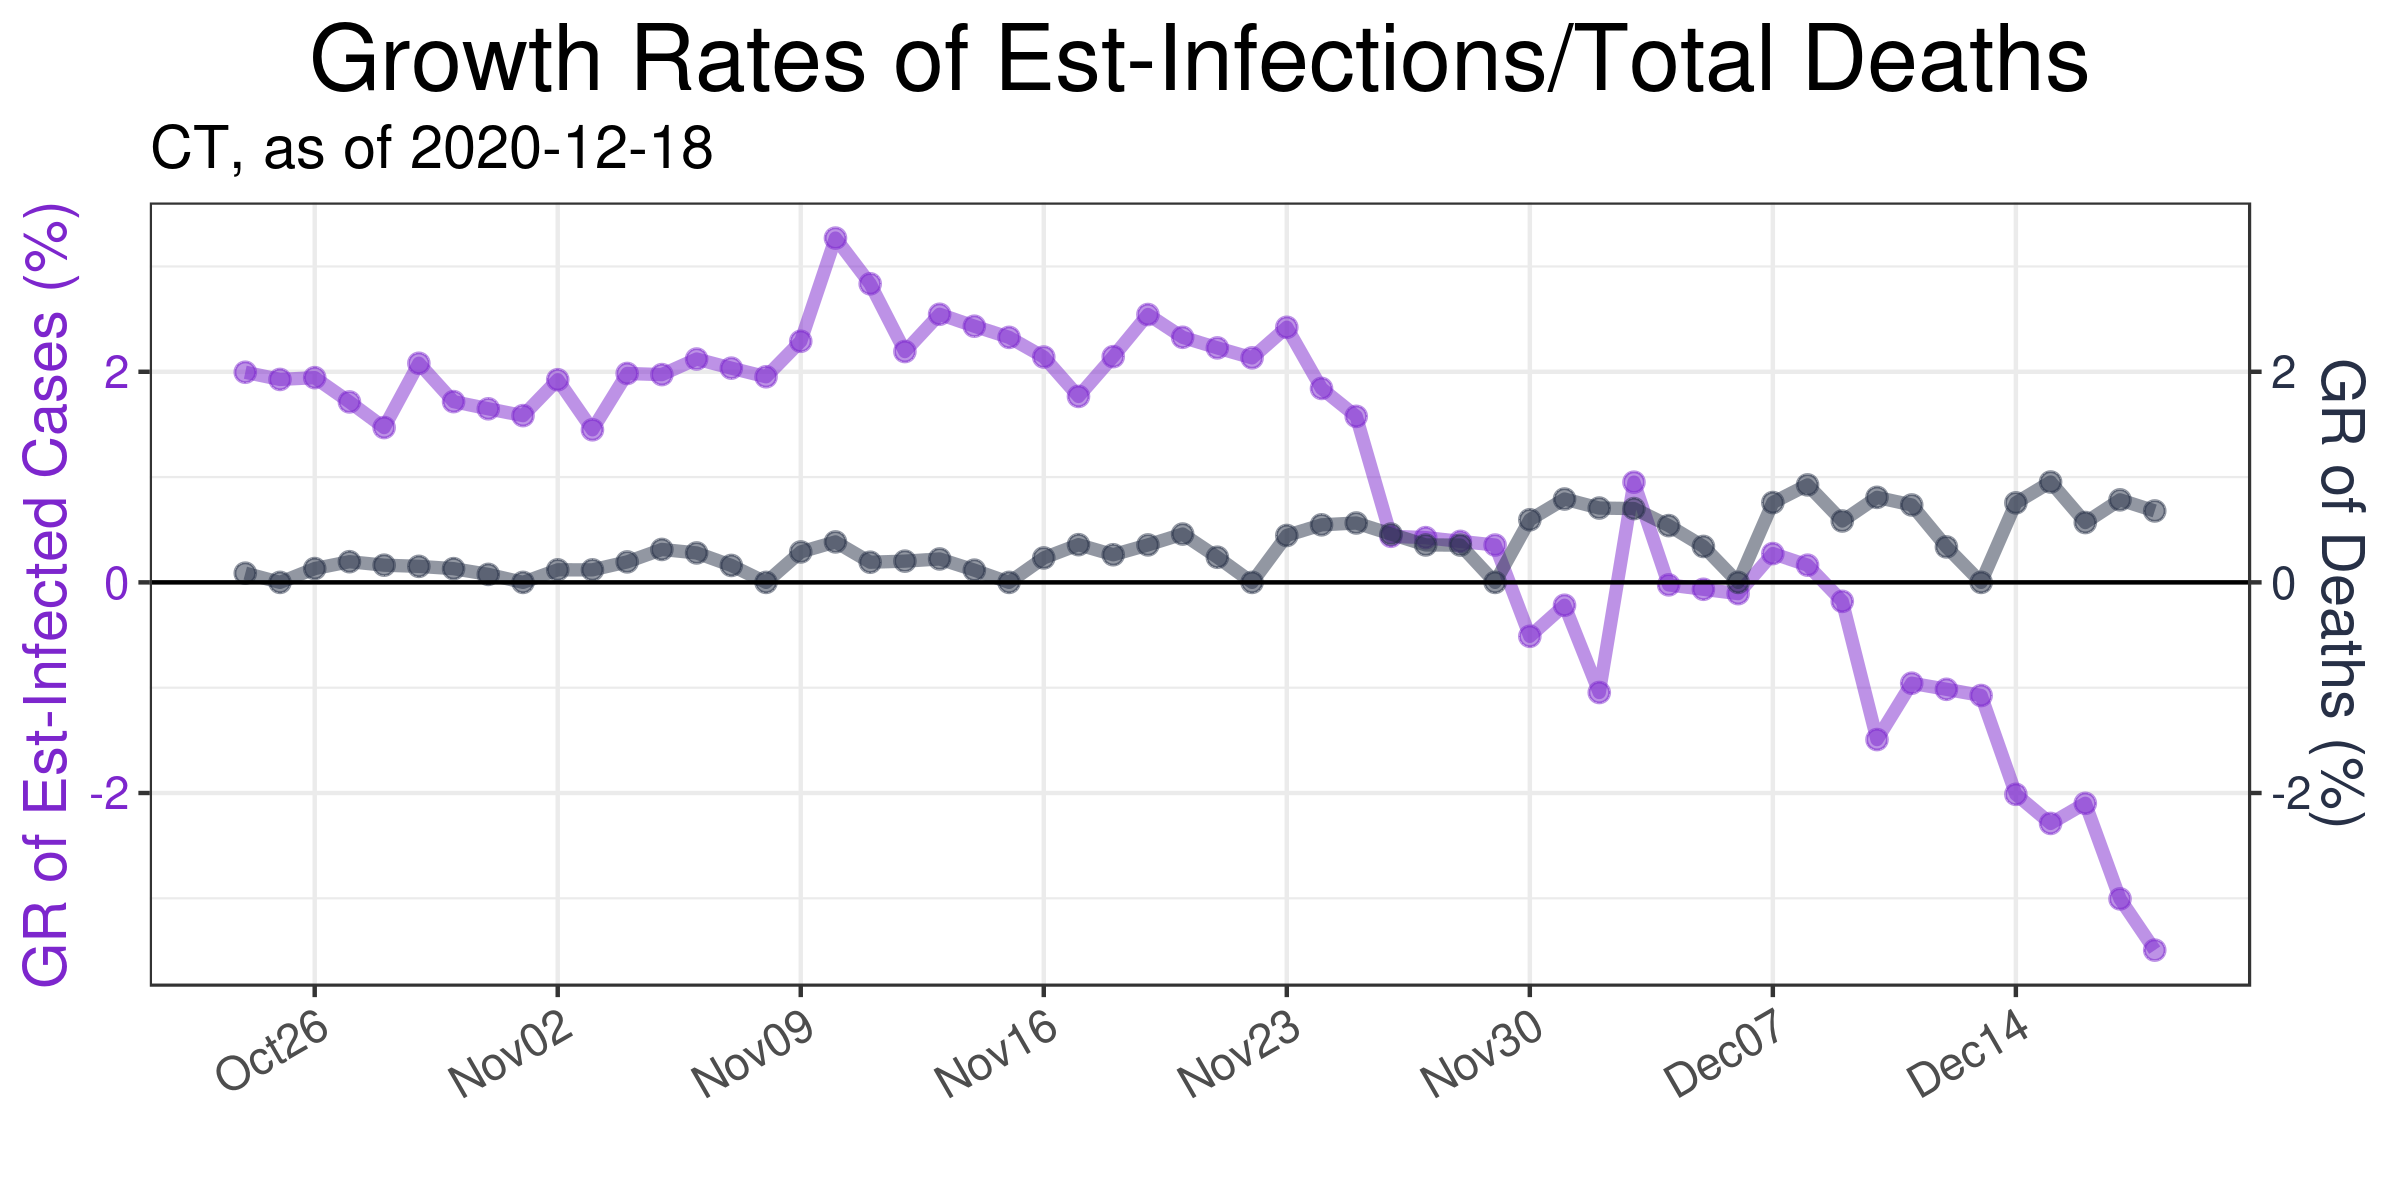 Growth Rates of Est-Infections/Total Deaths
CT, as of 2020-12-18
GR of Est-Infected Cases (%)
2
0
-2
2
0
-2
GR of Deaths (%)
Oct26
Nov02
Nov09
Nov16
Nov23
Nov30
Dec07
Dec14